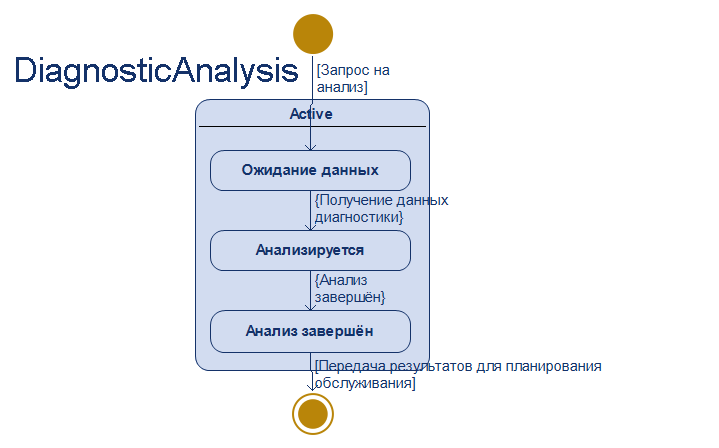 DiagnosticAnalysis
[Запрос на
анализ]
Active
Ожидание данных
{Получение данных
диагностики}
Анализируется
{Анализ
завершён}
Анализ завершён
[Передача результатов для планирования
обслуживания]